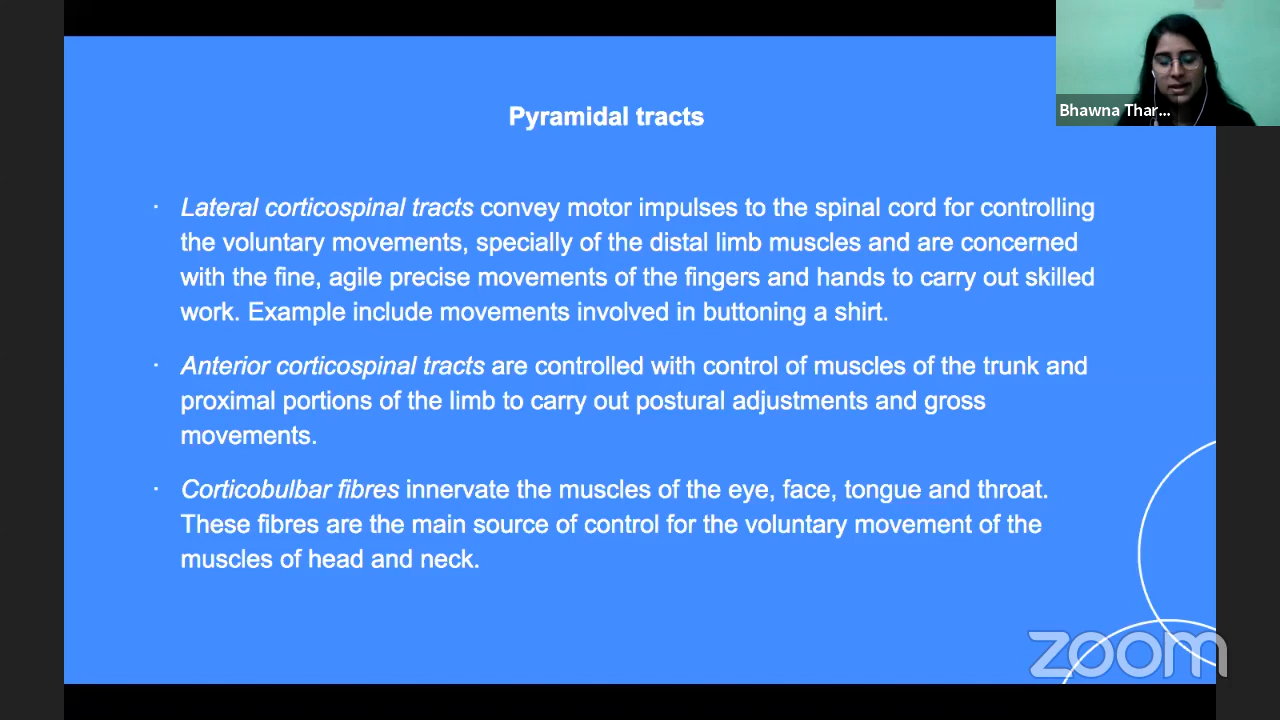 Pyramidal tracts
Bhawna Thar...
· Lateral corticospinal tracts convey motor impulses to the spinal cord for controlling
the voluntary movements, specially of the distal limb muscles and are concerned
with the fine, agile precise movements of the fingers and hands to carry out skilled
work. Example include movements involved in buttoning a shirt.
· Anterior corticospinal tracts are controlled with control of muscles of the trunk and
proximal portions of the limb to carry out postural adjustments and gross
movements.
· Corticobulbar fibres innervate the muscles of the eye, face, tongue and throat.
These fibres are the main source of control for the voluntary movement of the
muscles of head and neck.
zoom